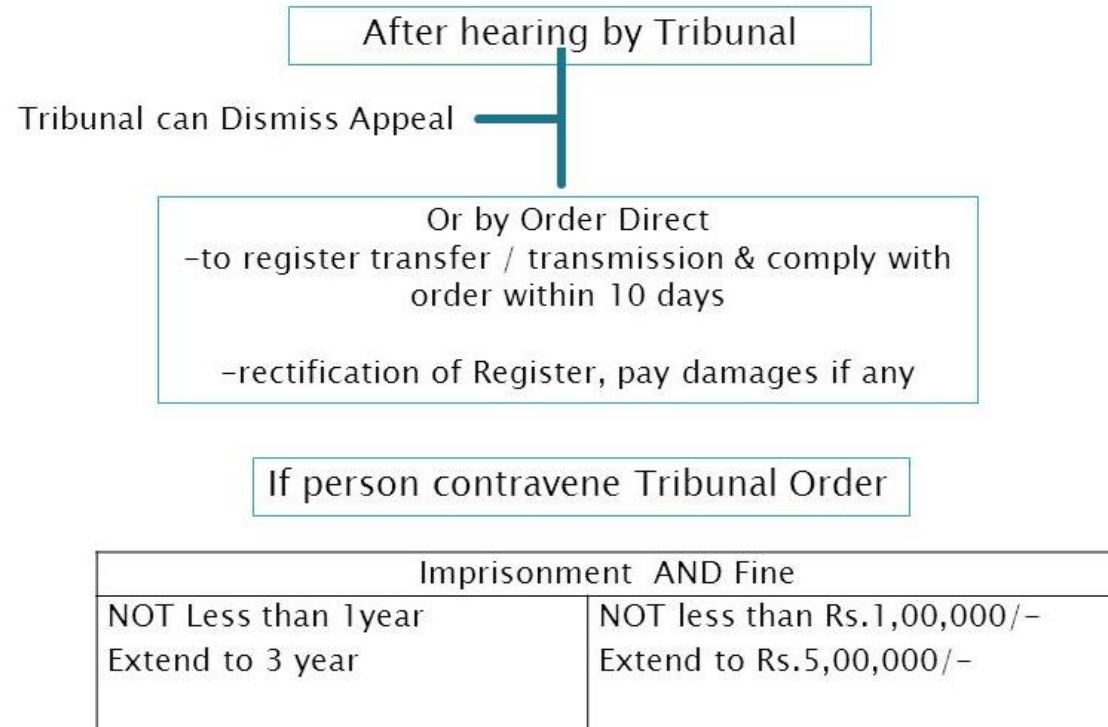 After hearing by Tribunal
Tribunal can Dismiss Appeal
Or by Order Direct
-to register transfer / transmission & comply with
order within 10 days
-rectification of Register, pay damages if any
If person contravene Tribunal Order
Imprisonment AND Fine
NOT Less than 1year
Extend to 3 year
NOT less than Rs.1,00,000/-
Extend to Rs.5,00,000/-